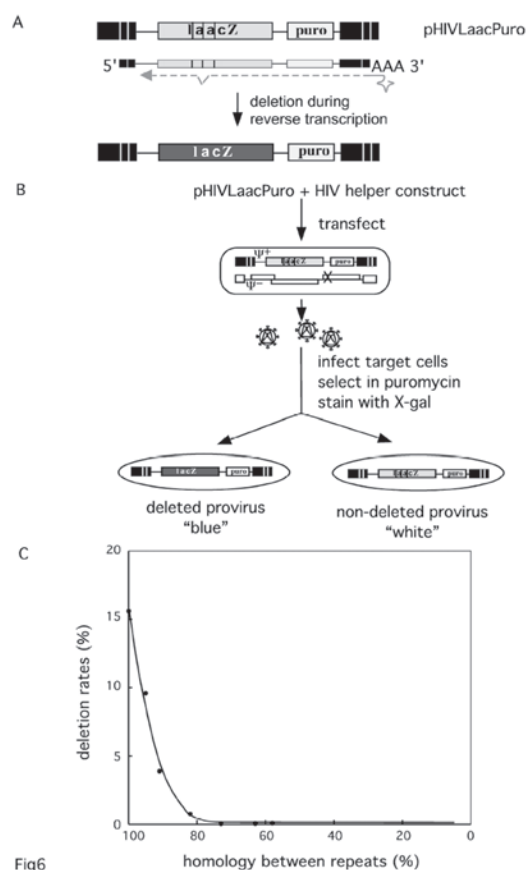 A
laacZ
puro
pHIVLaacPuro
5'
AAA 3'
deletion during
reverse transcription
lacZ
puro
B
pHIVLaacPuro + HIV helper construct
transfect
Ψ+
puro
X
Ψ−
infect target cells
select in puromycin
stain with X-gal
lacZ
puro
puro
deleted provirus
"blue"
non-deleted provirus
"white"
C
20
15
10
5
0
100
80
60
40
20
0
deletion rates (%)
homology between repeats (%)
Fig6